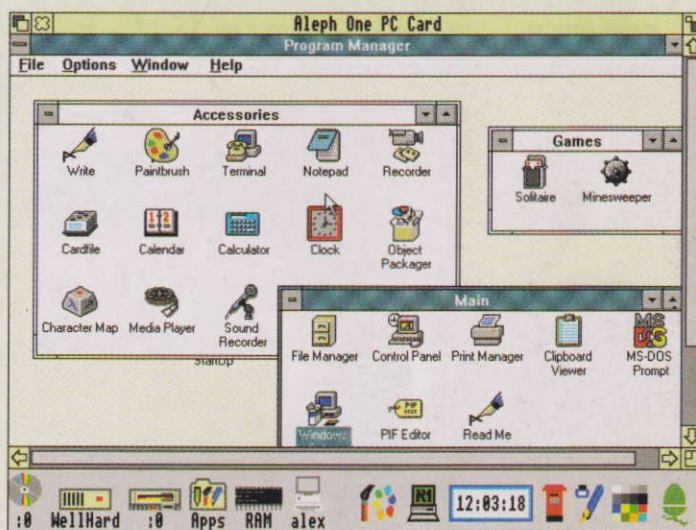 Aleph One PC Card
Program Manager
File Options Window Help
Accessories
Write Paintbrush Terminal Notepad Recorder
Cardfile Calendar Calculator Clock Object Packager
Character Map Media Player Sound Recorder
StartUp
Games
Solitaire Minesweeper
Main
File Manager Control Panel Print Manager Clipboard Viewer MS-DOS Prompt
Windows PIF Editor Read Me
:0 WellHard :0 Apps RAM alex 12:03:18